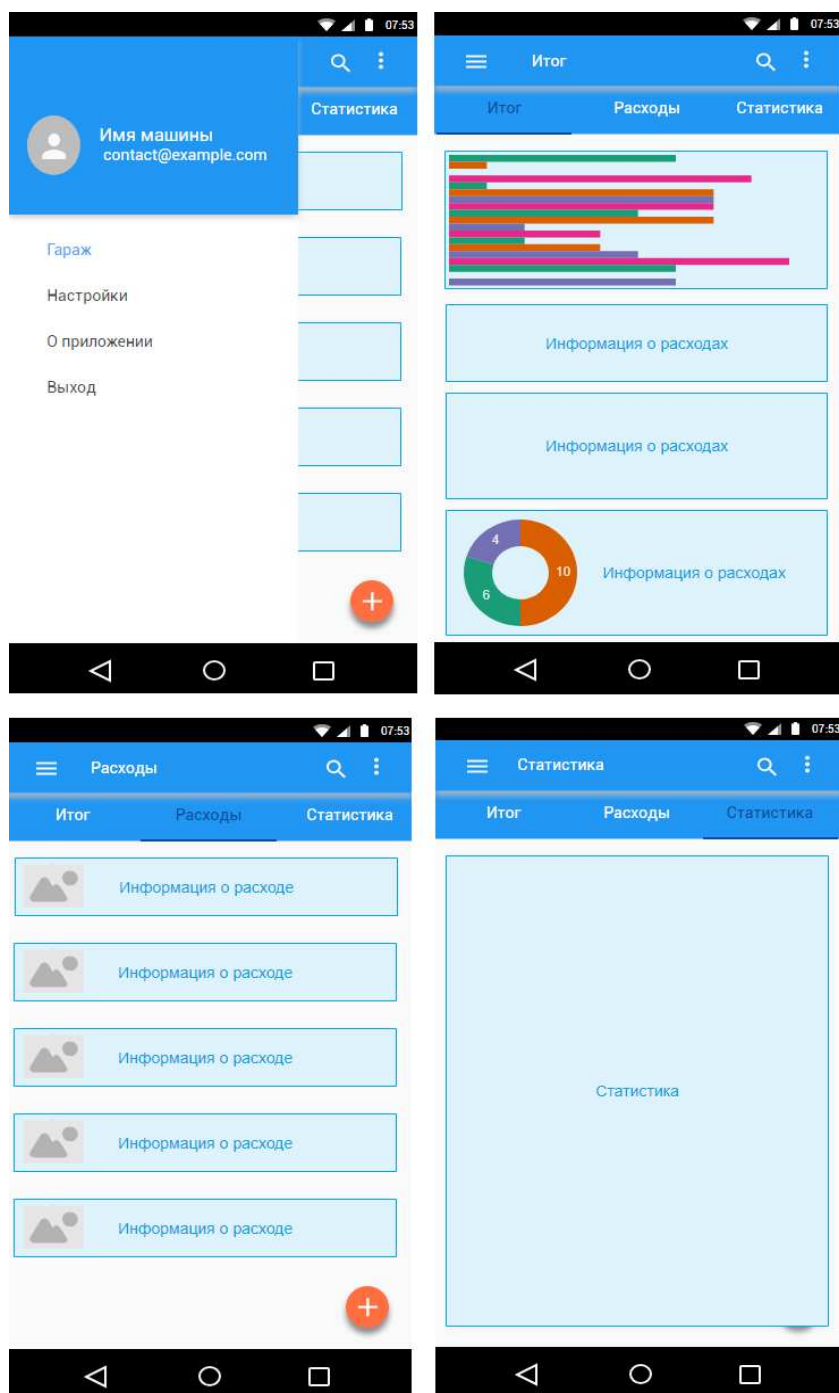 07:53
Статистика
Имя машины
contact@example.com
Гараж
Настройки
О приложении
Выход
07:53
Итог
Итог Расходы Статистика
Информация о расходах
Информация о расходах
4
10
6
Информация о расходах
07:53
Расходы
Итог Расходы Статистика
Информация о расходе
Информация о расходе
Информация о расходе
Информация о расходе
Информация о расходе
07:53
Статистика
Итог Расходы Статистика
Статистика